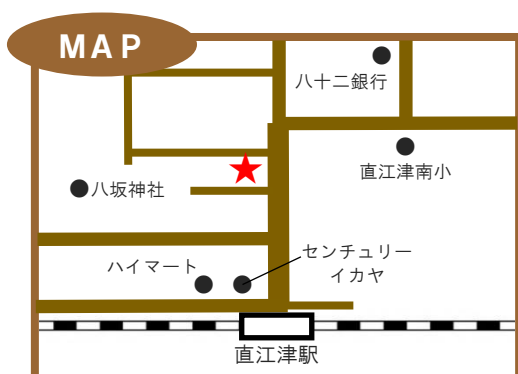 MAP
八十二銀行
直江津南小
八坂神社
センチュリー
イカヤ
ハイマート
直江津駅